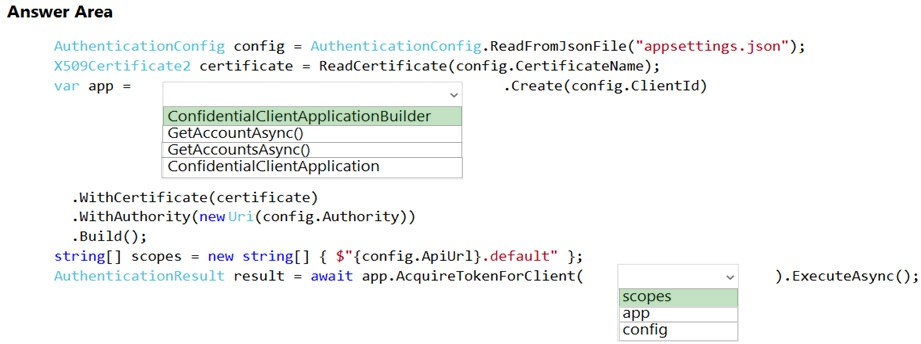 Answer Area
AuthenticationConfig config = AuthenticationConfig.ReadFromJsonFile("appsettings.json");
X509Certificate2 certificate = ReadCertificate(config.CertificateName);
var app = .Create(config.ClientId)
ConfidentialClientApplicationBuilder
GetAccountAsync()
GetAccountsAsync()
ConfidentialClientApplication
.WithCertificate(certificate)
.WithAuthority(new Uri(config.Authority))
.Build();
string[] scopes = new string[] { $"{config.ApiUrl}.default" };
AuthenticationResult result = await app.AcquireTokenForClient( ).ExecuteAsync();
scopes
app
config